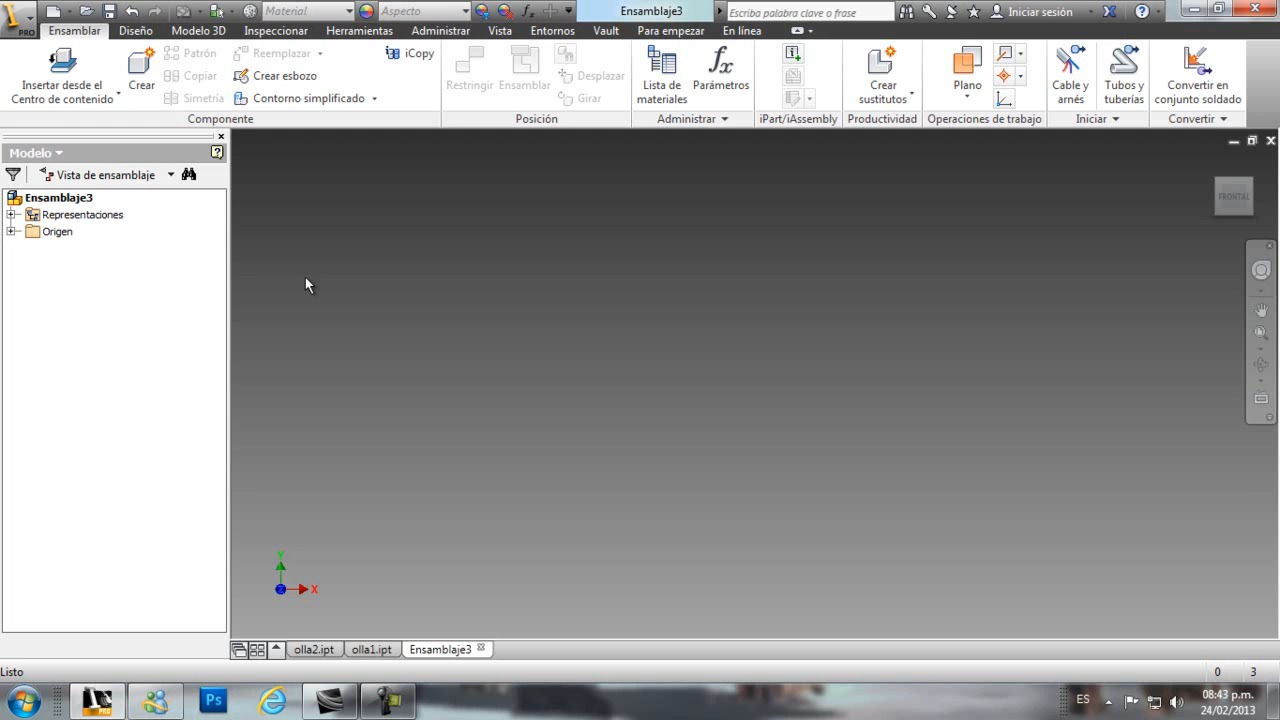 PRO
Material
Aspecto
Ensamblaje3
Escriba palabra clave o frase
Iniciar sesión
Ensamblar Diseño Modelo 3D Inspeccionar Herramientas Administrar Vista Entornos Vault Para empezar En línea
Insertar desde el
Centro de contenido
Crear
Patrón
Copiar
Simetría
Reemplazar
Crear esbozo
Contorno simplificado
iCopy
Restringir
Ensamblar
Desplazar
Girar
Lista de
materiales
Parámetros
Crear
sustitutos
Plano
Cable y
arnés
Tubos y
tuberías
Convertir en
conjunto soldado
Componente
Posición
Administrar
iPart/iAssembly
Productividad
Operaciones de trabajo
Iniciar
Convertir
Modelo
Vista de ensamblaje
Ensamblaje3
Representaciones
Origen
FRONTAL
Y
X
olla2.ipt olla1.ipt Ensamblaje3
Listo
0 3
PRO
Ps
ES
08:43 p.m.
24/02/2013